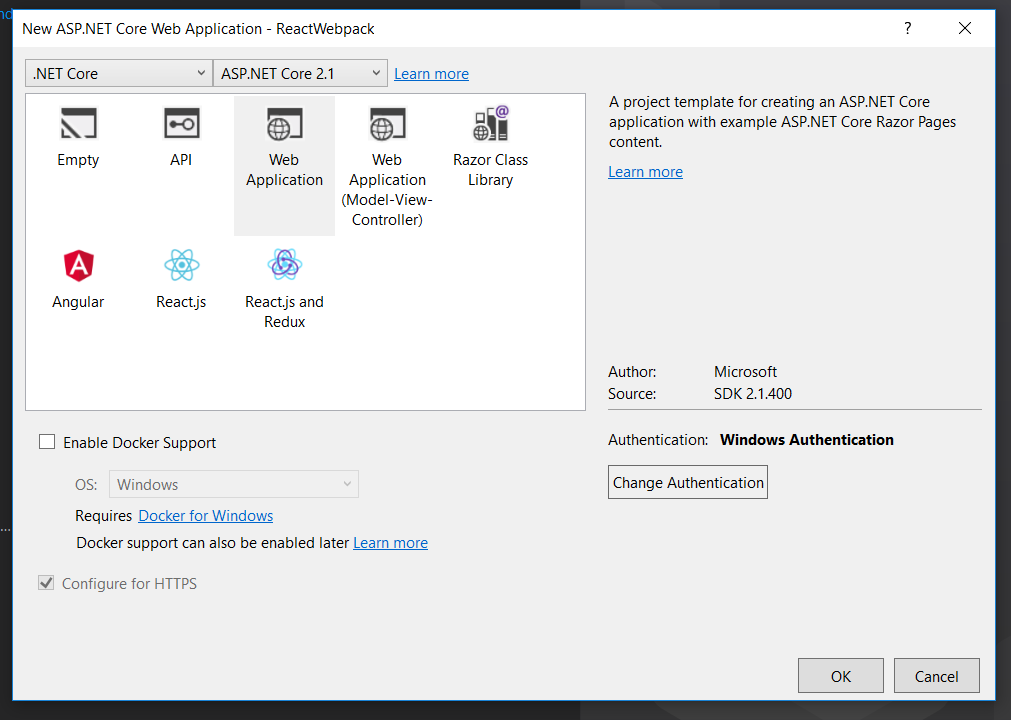 nd
New ASP.NET Core Web Application - ReactWebpack
?
.NET Core
ASP.NET Core 2.1
Learn more
Empty
API
Web
Application
Web
Application
(Model-View-
Controller)
Razor Class
Library
Angular
React.js
React.js and
Redux
A project template for creating an ASP.NET Core
application with example ASP.NET Core Razor Pages
content.
Learn more
Author: Microsoft
Source: SDK 2.1.400
Authentication: Windows Authentication
Change Authentication
Enable Docker Support
OS: Windows
Requires Docker for Windows
Docker support can also be enabled later Learn more
Configure for HTTPS
OK
Cancel